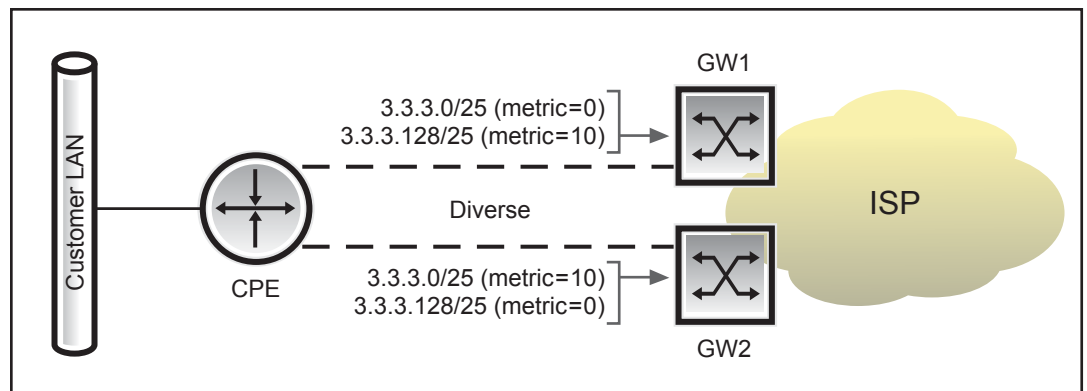 Customer LAN
CPE
3.3.3.0/25 (metric=0)
3.3.3.128/25 (metric=10)
Diverse
3.3.3.0/25 (metric=10)
3.3.3.128/25 (metric=0)
GW1
GW2
ISP